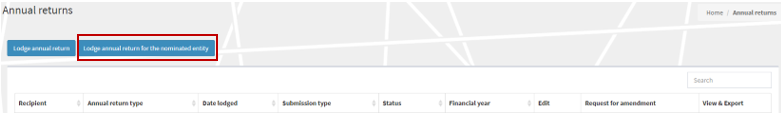 Annual returns
Home / Annual returns
Lodge annual return
Lodge annual return for the nominated entity
Search
Recipient Annual return type Date lodged Submission type Status Financial year Edit Request for amendment View & Export